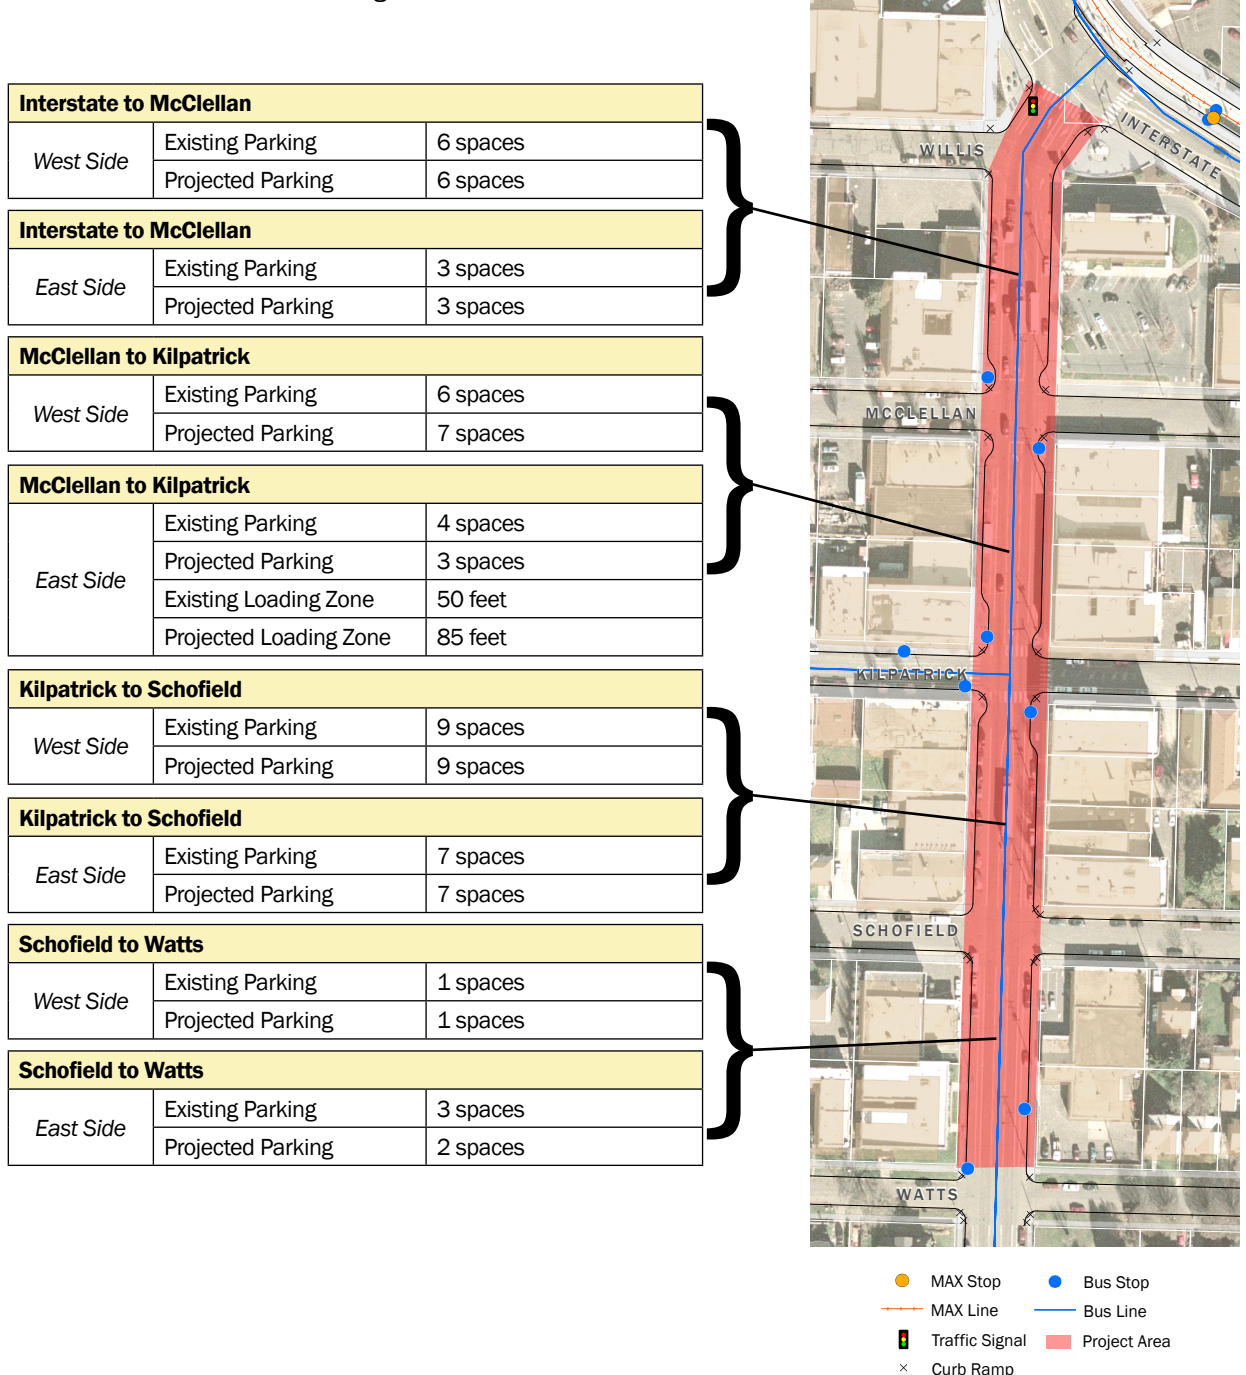 Interstate to McClellan
West Side
Existing Parking 6 spaces
Projected Parking 6 spaces
Interstate to McClellan
East Side
Existing Parking 3 spaces
Projected Parking 3 spaces
McClellan to Kilpatrick
West Side
Existing Parking 6 spaces
Projected Parking 7 spaces
McClellan to Kilpatrick
East Side
Existing Parking 4 spaces
Projected Parking 3 spaces
Existing Loading Zone 50 feet
Projected Loading Zone 85 feet
Kilpatrick to Schofield
West Side
Existing Parking 9 spaces
Projected Parking 9 spaces
Kilpatrick to Schofield
East Side
Existing Parking 7 spaces
Projected Parking 7 spaces
Schofield to Watts
West Side
Existing Parking 1 spaces
Projected Parking 1 spaces
Schofield to Watts
East Side
Existing Parking 3 spaces
Projected Parking 2 spaces
INTERSTATE
WILLIS
MCCLELLAN
KILPATRICK
SCHOFIELD
WATTS
MAX Stop
Bus Stop
MAX Line
Bus Line
Traffic Signal
Project Area
Curb Ramp